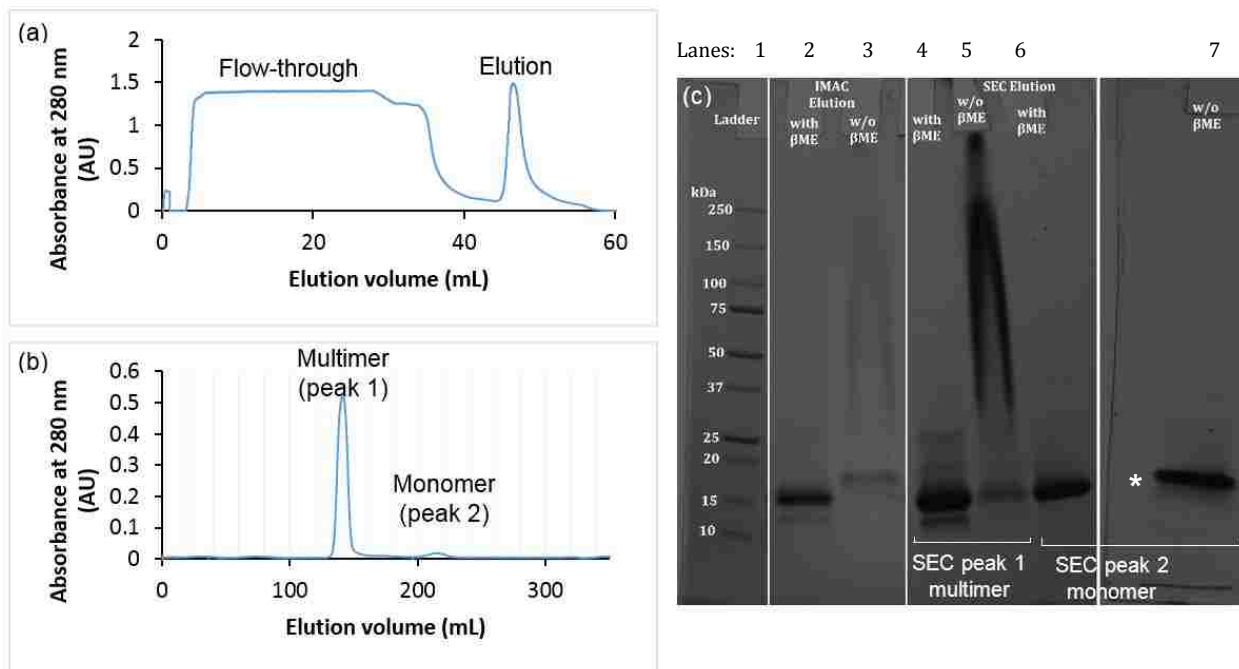 (a)
Absorbance at 280 nm
(AU)
2
1.5
1
0.5
0
Flow-through
Elution
0
20
40
60
Elution volume (mL)
(b)
Absorbance at 280 nm
(AU)
0.6
0.5
0.4
0.3
0.2
0.1
0
Multimer
(peak 1)
Monomer
(peak 2)
0
100
200
300
Elution volume (mL)
Lanes: 1 2 3 4 5 6 7
(c)
Ladder
IMAC
Elution
with
βME
w/o
βME
SEC Elution
with
βME
w/o
βME
with
βME
w/o
βME
kDa
250
150
100
75
50
37
25
20
15
10
*
SEC peak 1
multimer
SEC peak 2
monomer